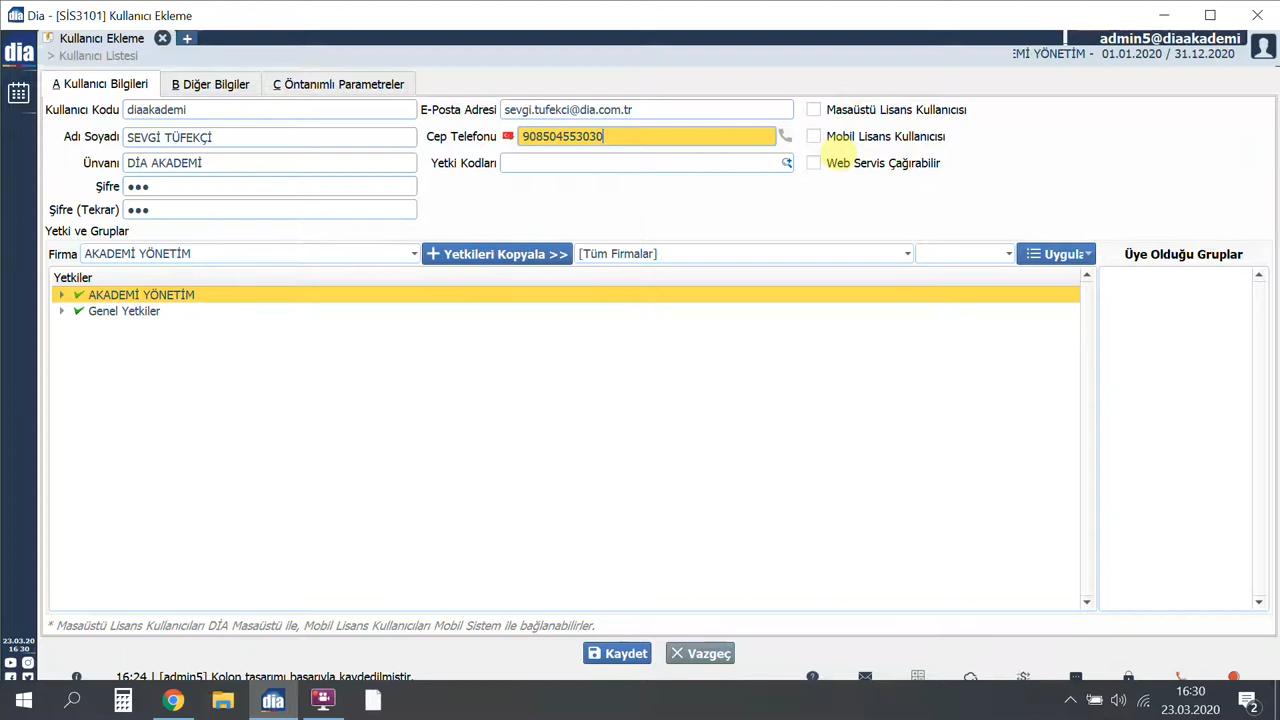 Dia - [SİS3101] Kullanıcı Ekleme
dia
Kullanıcı Ekleme
admin5@diaakademi
> Kullanıcı Listesi
Mİ YÖNETİM - 01.01.2020 / 31.12.2020
A Kullanıcı Bilgileri
B Diğer Bilgiler
C Öntanımlı Parametreler
Kullanıcı Kodu diaakademi
E-Posta Adresi sevgi.tufekci@dia.com.tr
Masaüstü Lisans Kullanıcısı
Adı Soyadı SEVGİ TÜFEKÇİ
Cep Telefonu 908504553030
Mobil Lisans Kullanıcısı
Ünvanı DİA AKADEMİ
Yetki Kodları
Web Servis Çağırabilir
Şifre ●●●
Şifre (Tekrar) ●●●
Yetki ve Gruplar
Firma AKADEMİ YÖNETİM
Yetkileri Kopyala >>
[Tüm Firmalar]
Uygula
Üye Olduğu Gruplar
Yetkiler
AKADEMİ YÖNETİM
Genel Yetkiler
* Masaüstü Lisans Kullanıcıları DİA Masaüstü ile, Mobil Lisans Kullanıcıları Mobil Sistem ile bağlanabilirler.
Kaydet
Vazgeç
23.03.20
16 30
16:24 | [admin5] Kolon tasarımı başarıyla kaydedilmiştir.
dia
16:30
23.03.2020
2